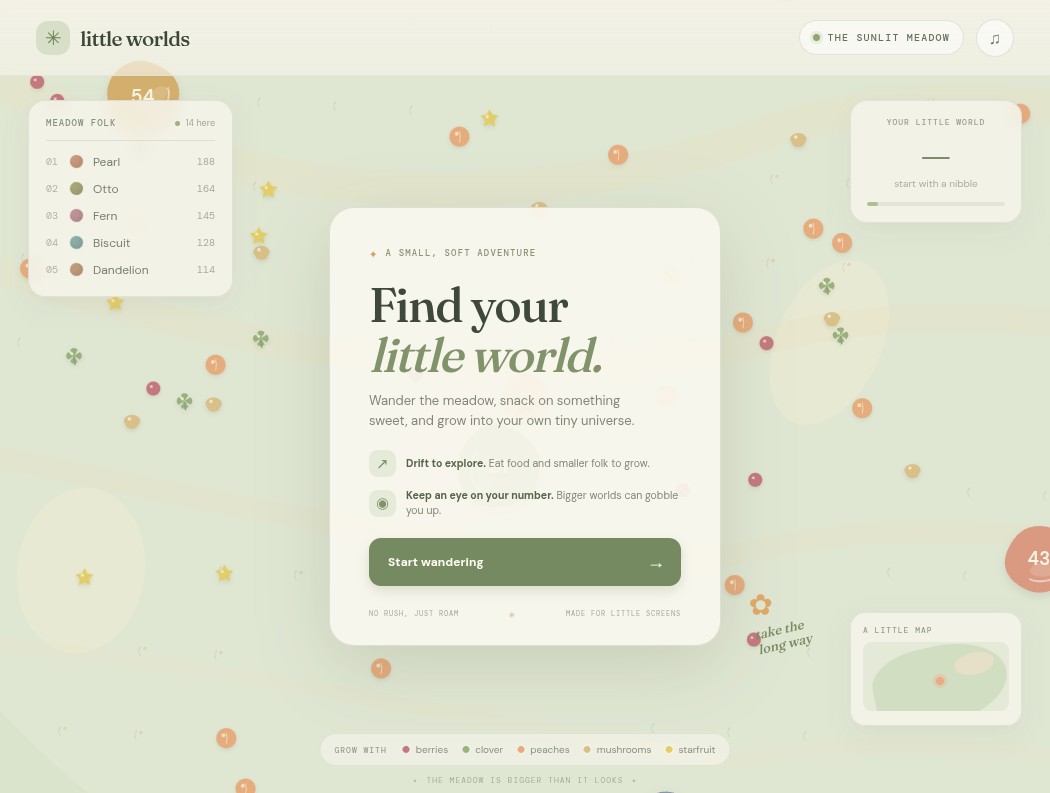 little worlds
THE SUNLIT MEADOW
54
MEADOW FOLK
14 here
01 Pearl 188
02 Otto 164
03 Fern 145
04 Biscuit 128
05 Dandelion 114
YOUR LITTLE WORLD
—
start with a nibble
A SMALL, SOFT ADVENTURE
Find your
little world.
Wander the meadow, snack on something
sweet, and grow into your own tiny universe.
Drift to explore. Eat food and smaller folk to grow.
Keep an eye on your number. Bigger worlds can gobble
you up.
Start wandering →
NO RUSH, JUST ROAM
MADE FOR LITTLE SCREENS
43
take the
long way
A LITTLE MAP
GROW WITH berries clover peaches mushrooms starfruit
THE MEADOW IS BIGGER THAN IT LOOKS